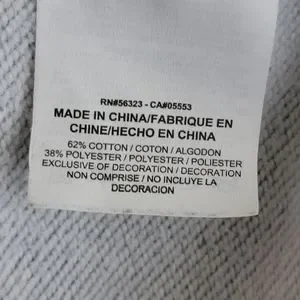 RN#56323 - CA#05553
MADE IN CHINA/FABRIQUE EN
CHINE/HECHO EN CHINA
62% COTTON / COTON / ALGODON
38% POLYESTER / POLYESTER / POLIESTER
EXCLUSIVE OF DECORATION / DECORATION
NON COMPRISE / NO INCLUYE
LA DECORACION